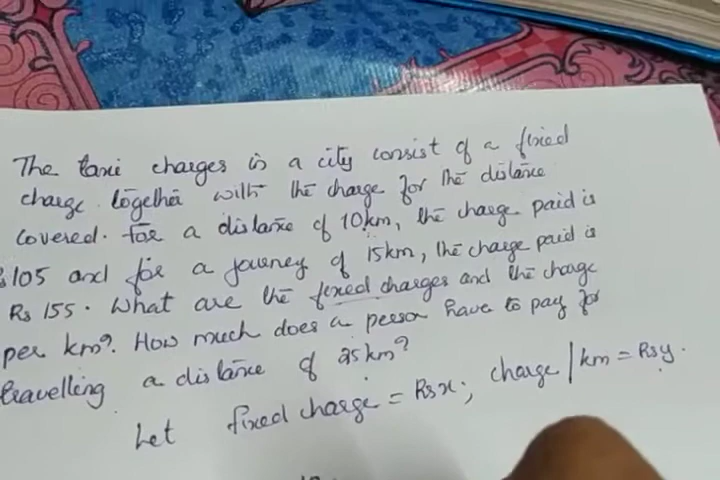 The taxi charges in a city consist of a fixed
charge together with the charge for the distance
covered. For a distance of 10km, the charge paid is
Rs105 and for a journey of 15km, the charge paid is
Rs 155. What are the fixed charges and the charge
per km? How much does a person have to pay for
travelling a distance of 25km?
Let fixed charge = Rsx; charge/km = Rsy.